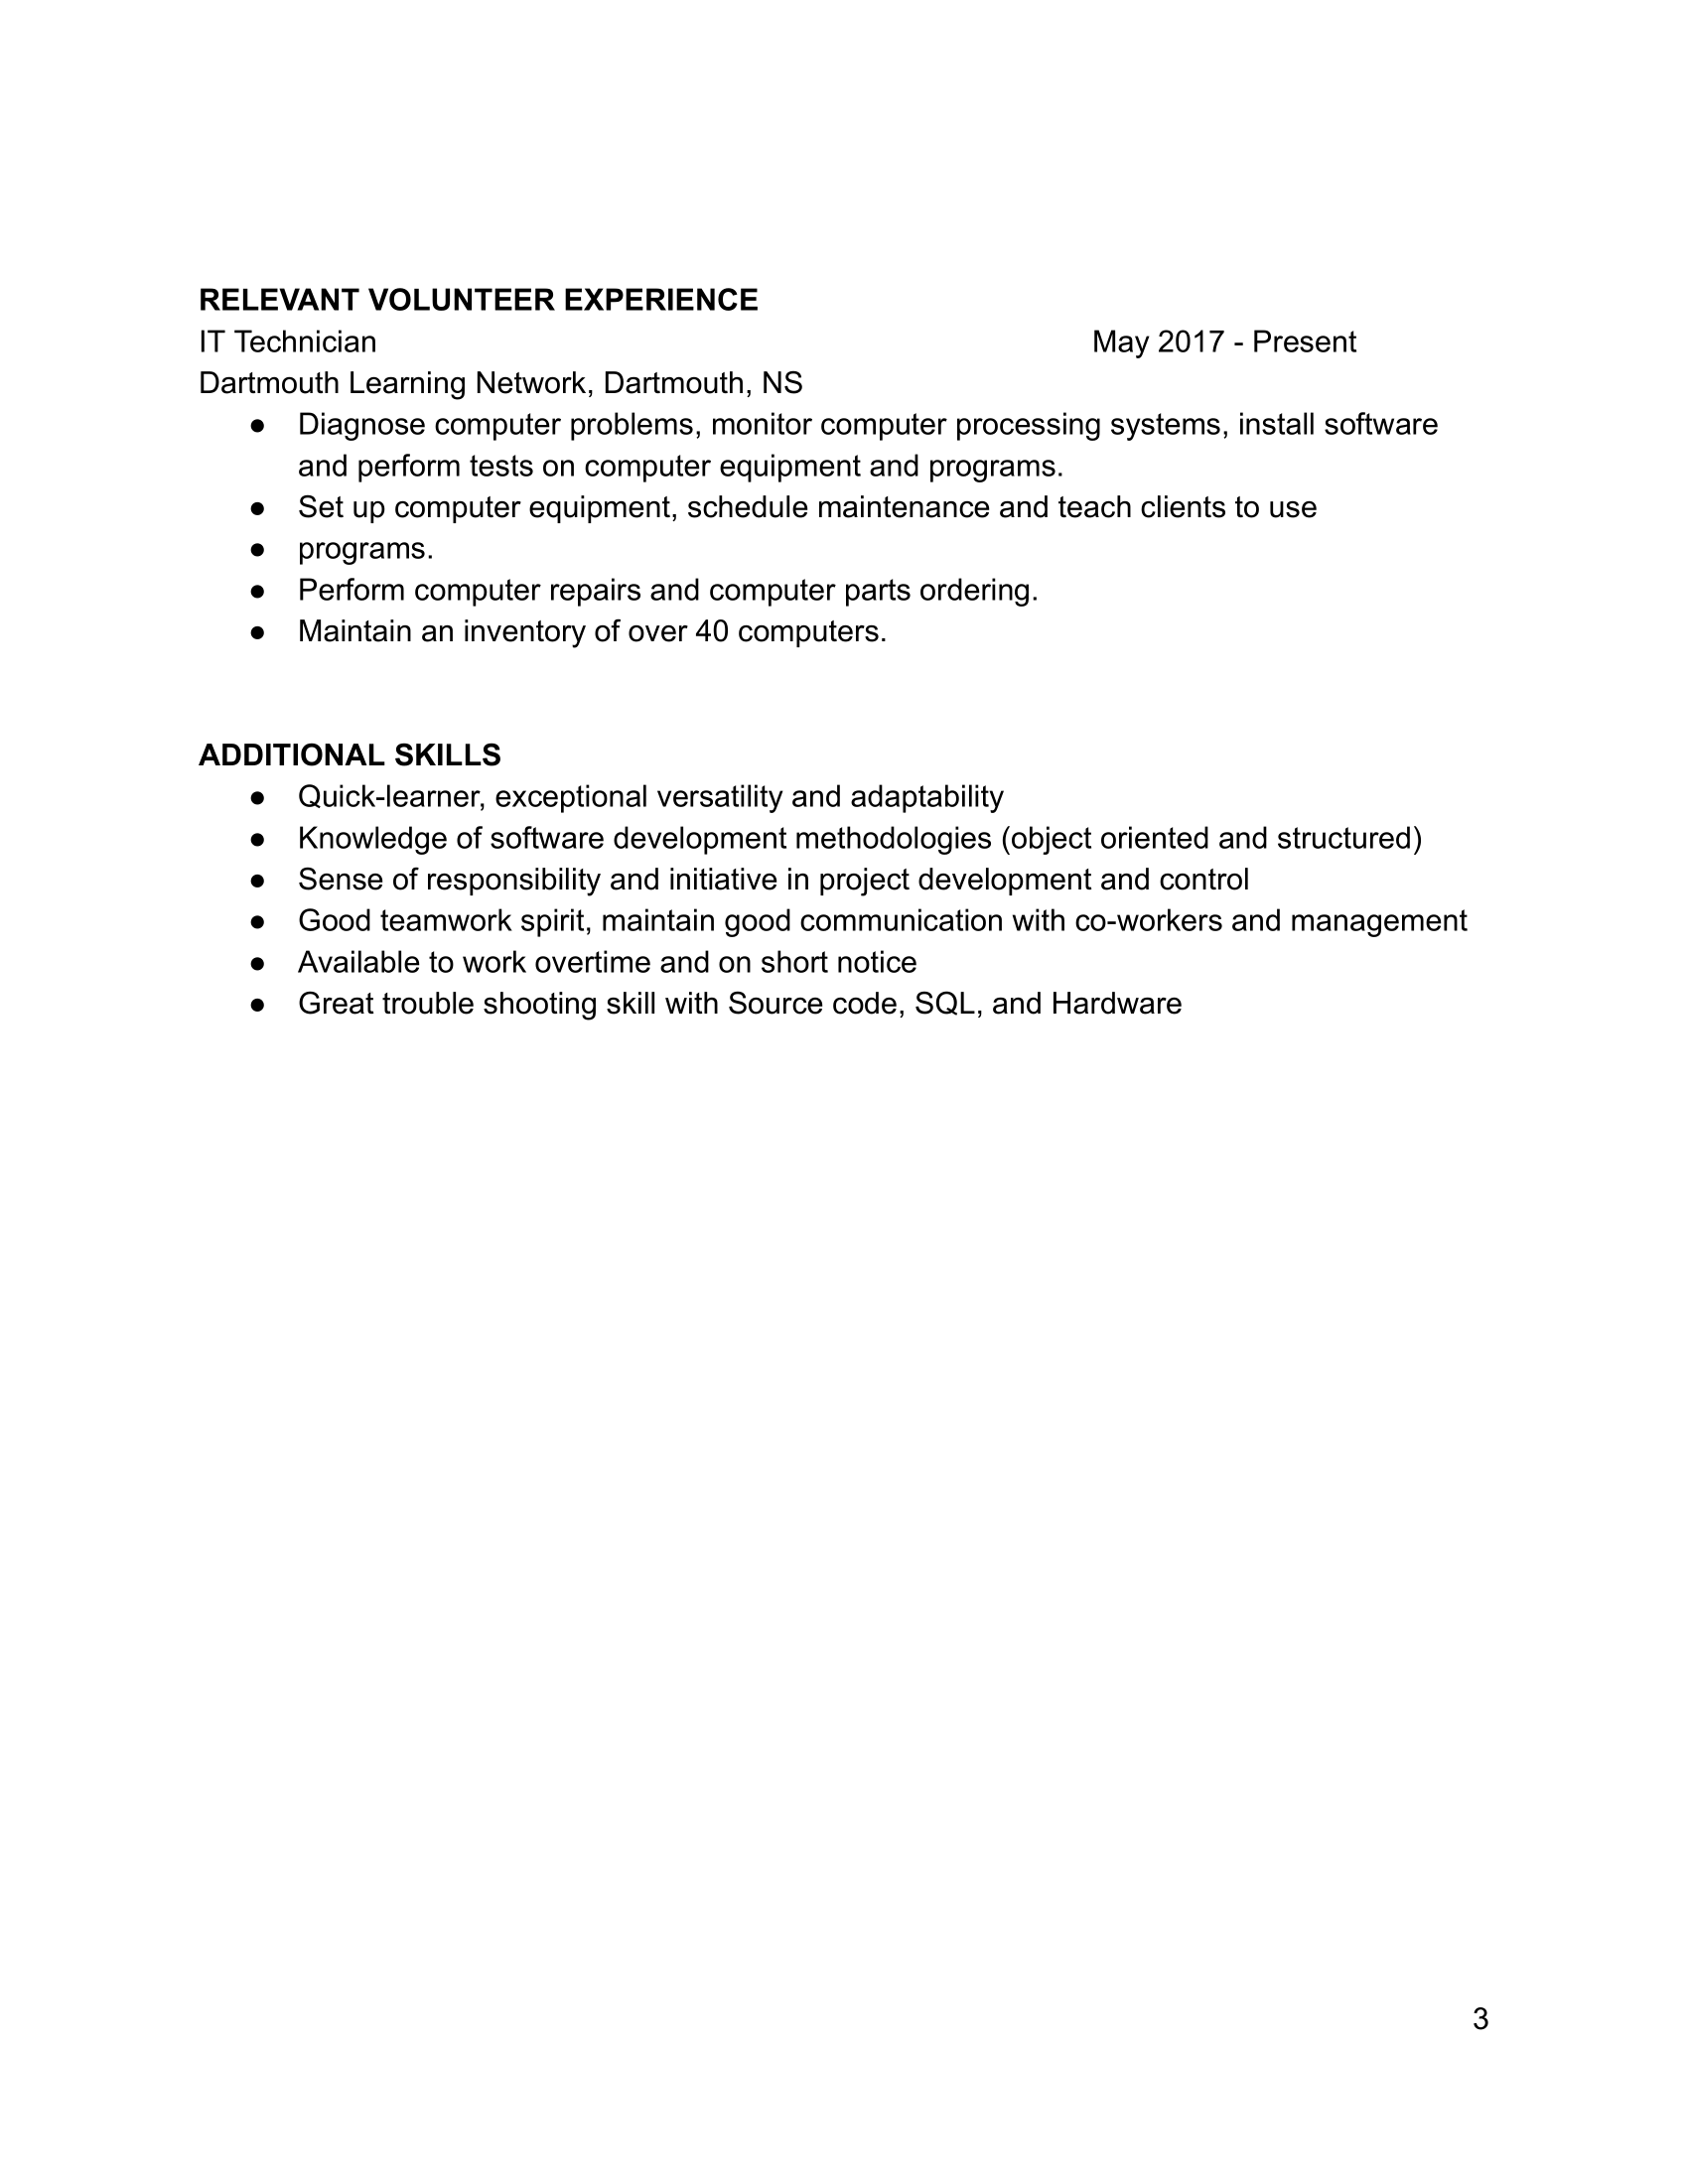 RELEVANT VOLUNTEER EXPERIENCE
IT Technician May 2017 - Present
Dartmouth Learning Network, Dartmouth, NS
● Diagnose computer problems, monitor computer processing systems, install software
and perform tests on computer equipment and programs.
● Set up computer equipment, schedule maintenance and teach clients to use
● programs.
● Perform computer repairs and computer parts ordering.
● Maintain an inventory of over 40 computers.
ADDITIONAL SKILLS
● Quick-learner, exceptional versatility and adaptability
● Knowledge of software development methodologies (object oriented and structured)
● Sense of responsibility and initiative in project development and control
● Good teamwork spirit, maintain good communication with co-workers and management
● Available to work overtime and on short notice
● Great trouble shooting skill with Source code, SQL, and Hardware
3